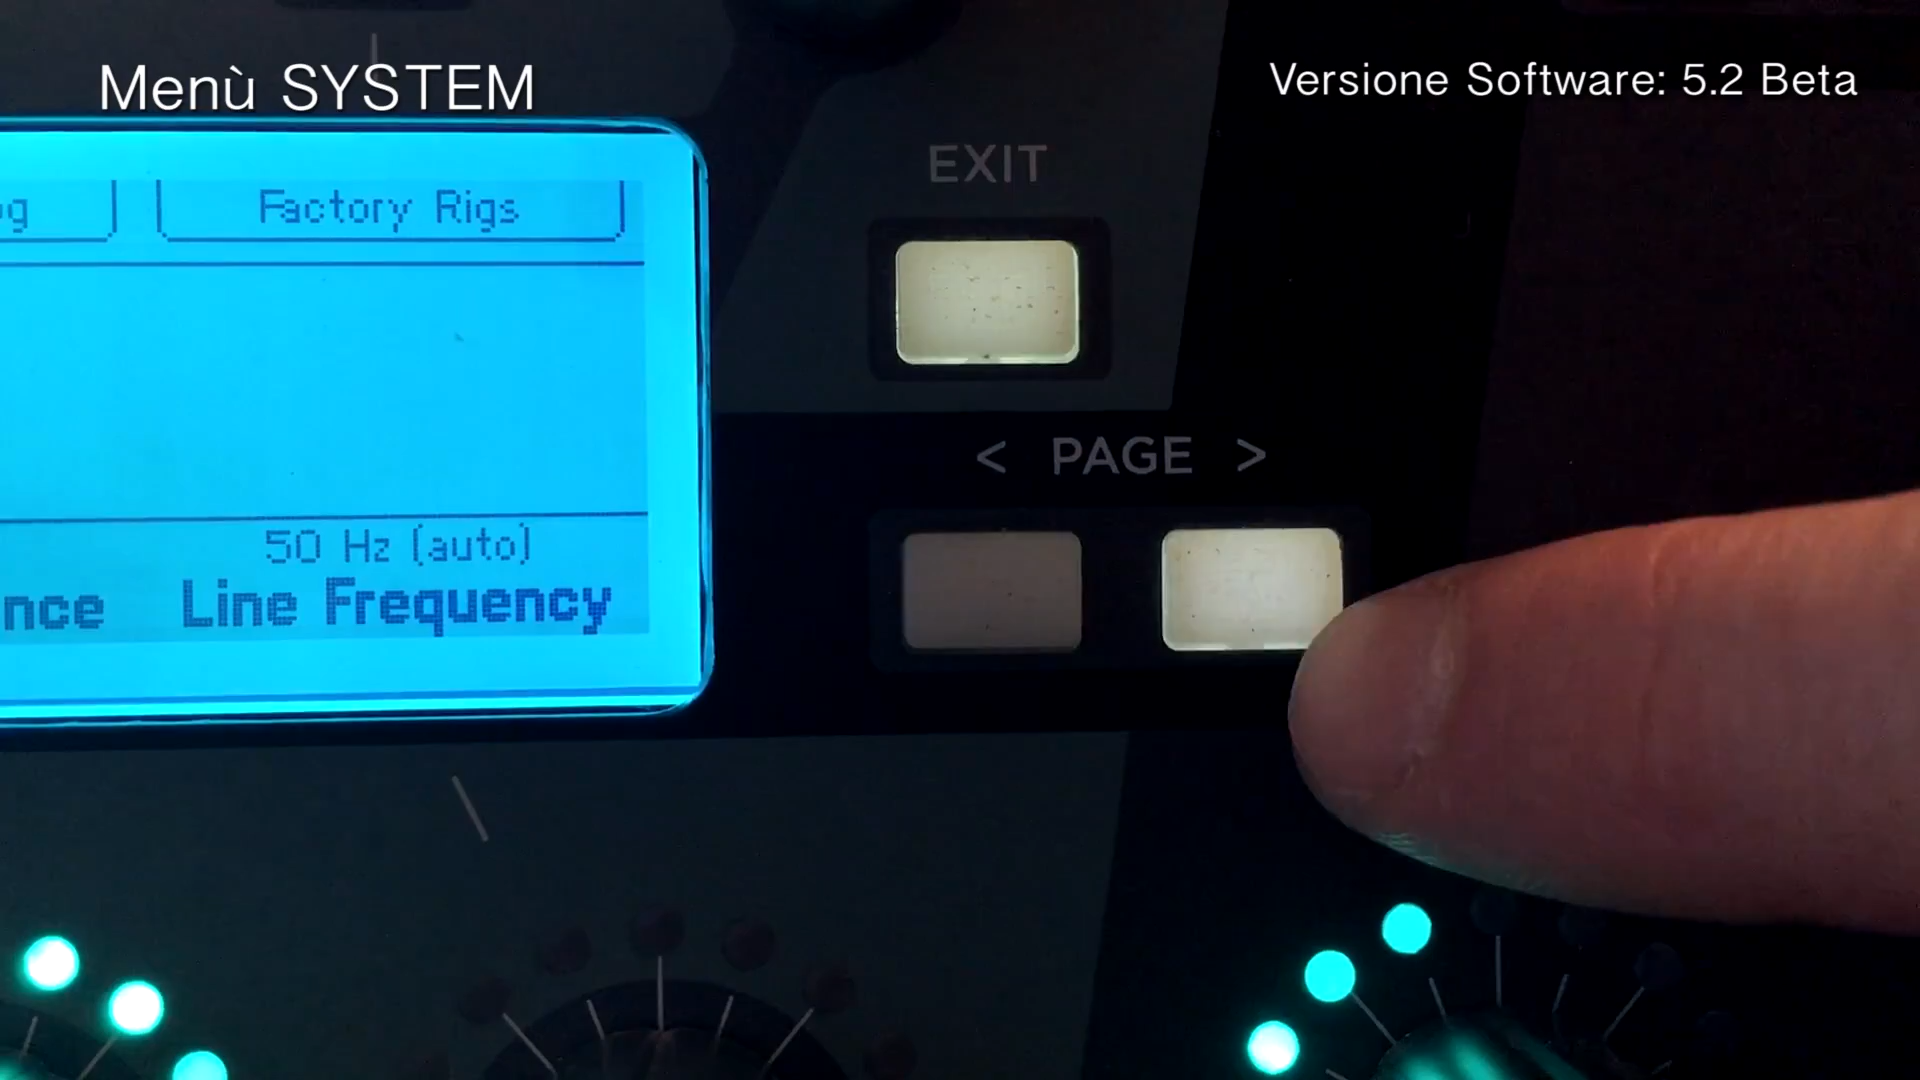 Menù SYSTEM
Versione Software: 5.2 Beta
EXIT
Factory Rigs
< PAGE >
50 Hz (auto)
Line Frequency